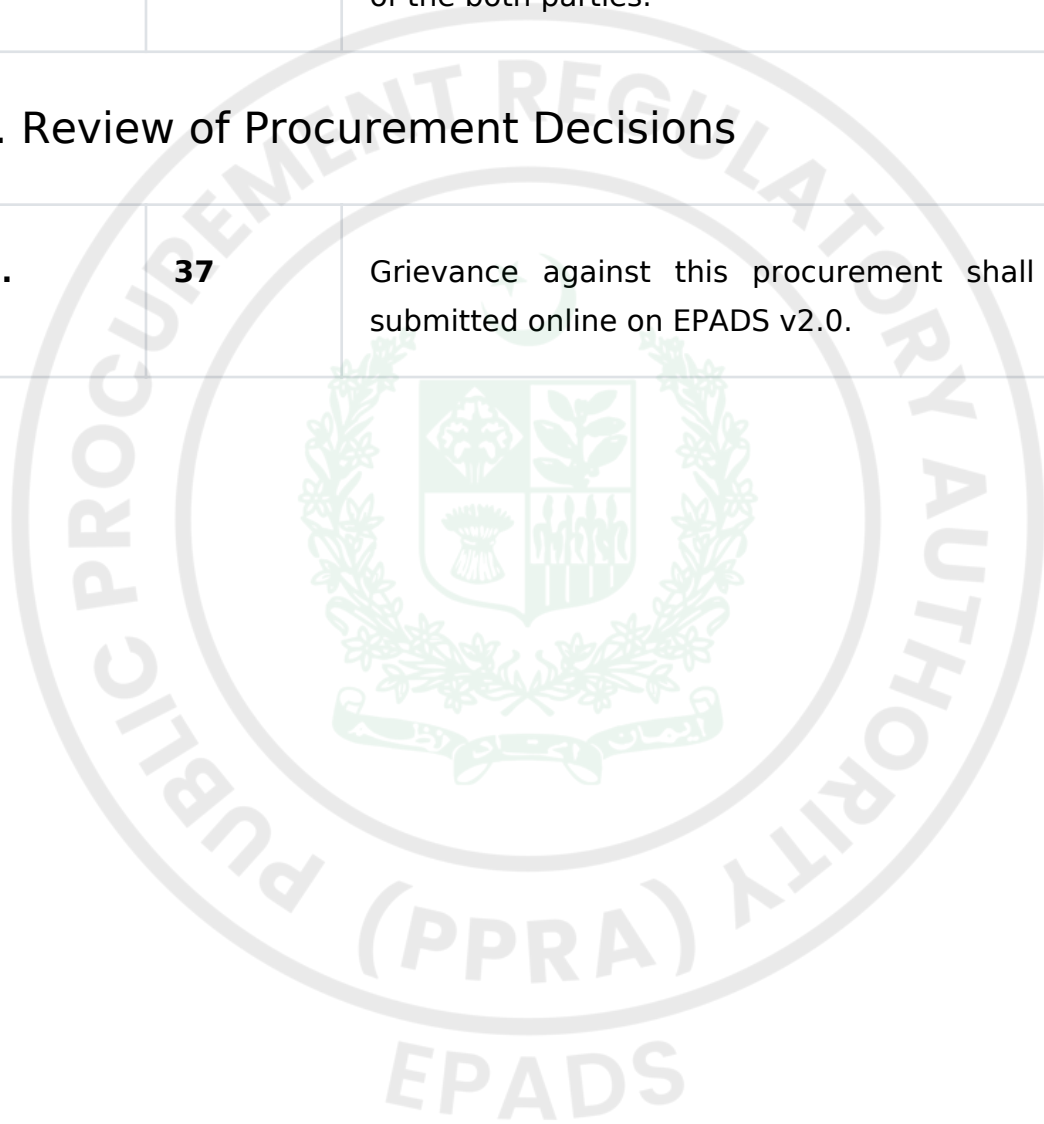 of the both parties.
. Review of Procurement Decisions
. 37 Grievance against this procurement shall
submitted online on EPADS v2.0.
PUBLIC PROCUREMENT REGULATORY AUTHORITY
(PPRA)
EPADS